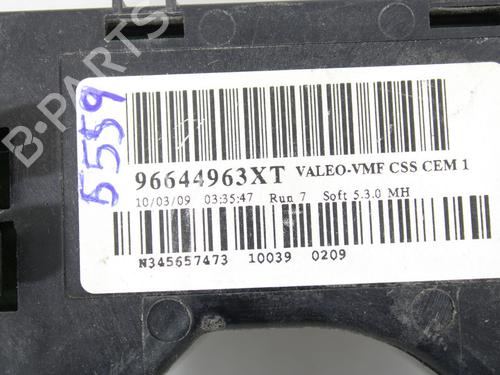 5559
96644963XT VALEO-VMF CSS CEM 1
10/03/09 03:35:47 Run 7 Soft 5.3.0 MH
N345657473 10039 0209
B-PARTS